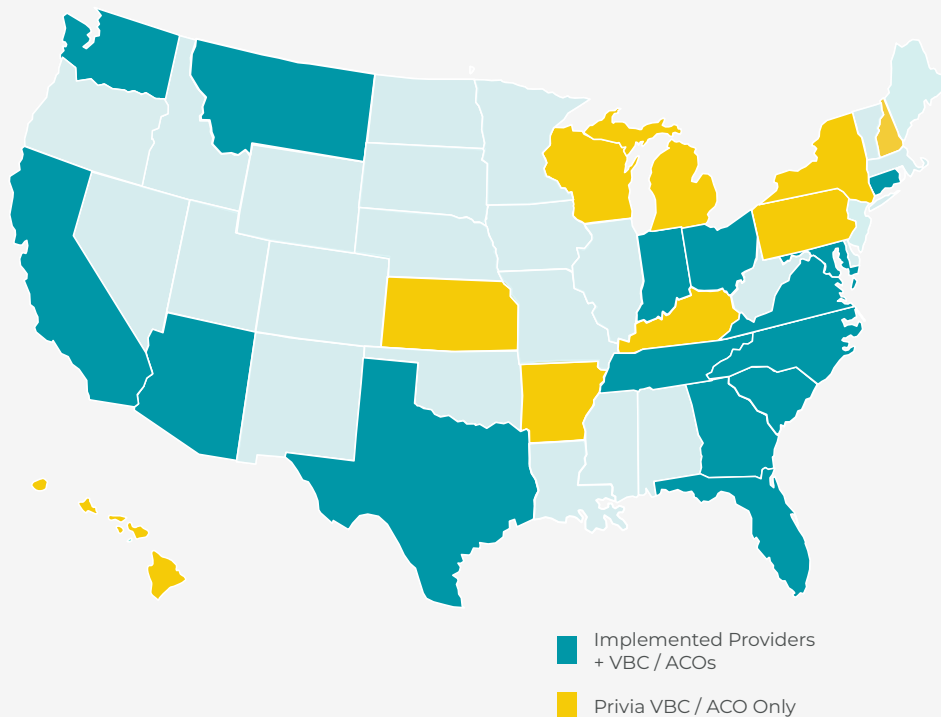 Implemented Providers
+ VBC / ACOs
Privia VBC / ACO Only